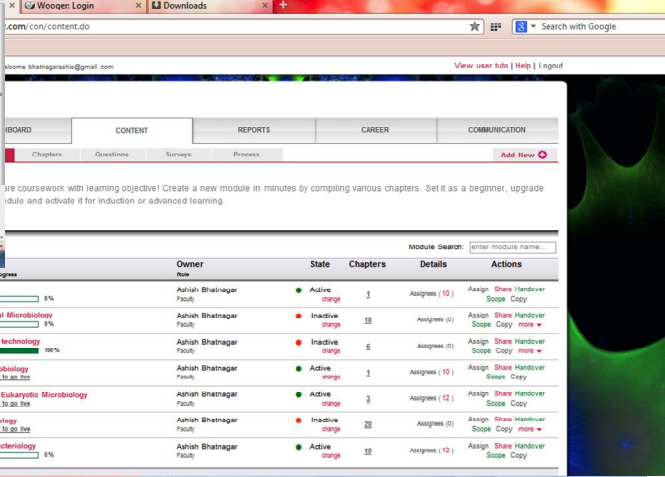 Wooqer: Login
Downloads
.com/con/content.do
Search with Google
elcome bhatnagarashis@gmail.com
View user tuto | Help | Logout
HBOARD CONTENT REPORTS CAREER COMMUNICATION
Chapters Questions Surveys Process Add New
are coursework with learning objective! Create a new module in minutes by compiling various chapters. Set it as a beginner, upgrade
odule and activate it for induction or advanced learning.
Module Search: enter module name...
Owner State Chapters Details Actions
ogress Role
Ashish Bhatnagar Active 1 Assignees ( 10 ) Assign Share Handover
0% Faculty change Scope Copy
al Microbiology Ashish Bhatnagar Inactive 18 Assignees (0) Assign Share Handover
0% Faculty change Scope Copy more
technology Ashish Bhatnagar Inactive 6 Assignees (0) Assign Share Handover
100% Faculty change Scope Copy more
obiology Ashish Bhatnagar Active 1 Assignees ( 10 ) Assign Share Handover
to go live Faculty change Scope Copy
Eukaryotic Microbiology Ashish Bhatnagar Active 3 Assignees ( 12 ) Assign Share Handover
to go live Faculty change Scope Copy
ology Ashish Bhatnagar Inactive 20 Assignees (0) Assign Share Handover
to go live Faculty change Scope Copy more
acteriology Ashish Bhatnagar Active 10 Assignees ( 12 ) Assign Share Handover
0% Faculty change Scope Copy